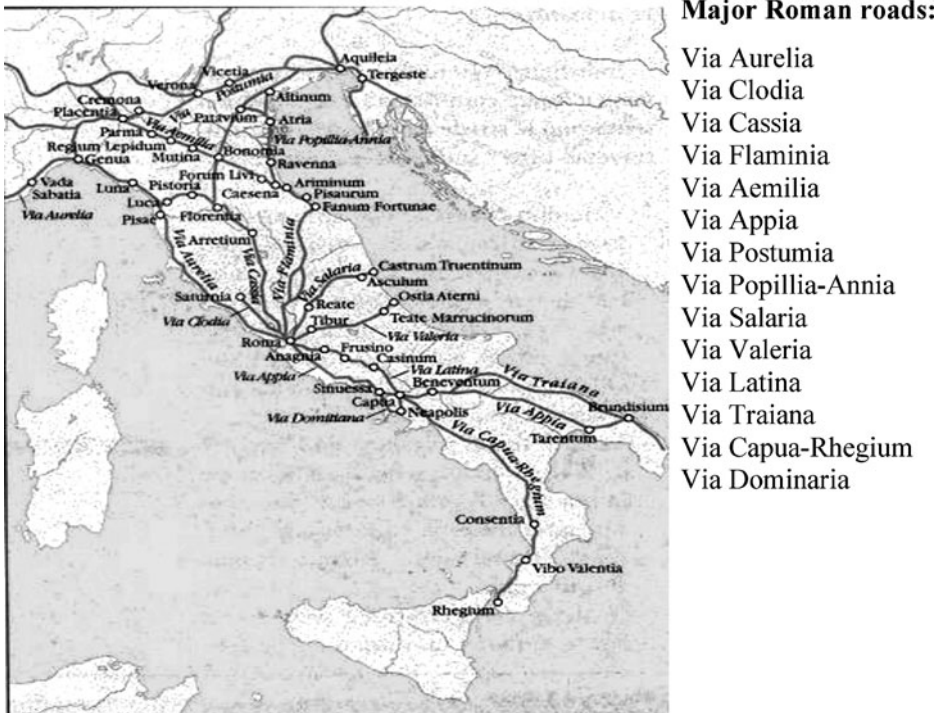 Major Roman roads:
Via Aurelia
Via Clodia
Via Cassia
Via Flaminia
Via Aemilia
Via Appia
Via Postumia
Via Popillia-Annia
Via Salaria
Via Valeria
Via Latina
Via Traiana
Via Capua-Rhegium
Via Dominaria
Aquileia
Vicetia
Tergeste
Verona
Postumia
Via
Altinum
Cremona
Placentia
Patavium
Atria
Parma
Via Aemilia
Via Popillia-Annia
Regium Lepidum
Mutina
Bononia
Ravenna
Genua
Forum Livi
Ariminum
Vada
Sabatia
Luna
Pistoria
Caesena
Pisaurum
Luca
Fanum Fortunae
Via Aurelia
Pisae
Florentia
Arretium
Via Aurelia
Via Cassia
Via Flaminia
Via Salaria
Castrum Truentinum
Asculum
Saturnia
Reate
Ostia Aterni
Via Clodia
Tibur
Teate Marrucinorum
Roma
Via Valeria
Anagnia
Frusino
Casinum
Via Appia
Via Latina
Sinuessa
Beneventum
Via Traiana
Capua
Via Appia
Brundisium
Via Domitiana
Neapolis
Tarentum
Via Capua-Rhegium
Consentia
Vibo Valentia
Rhegium